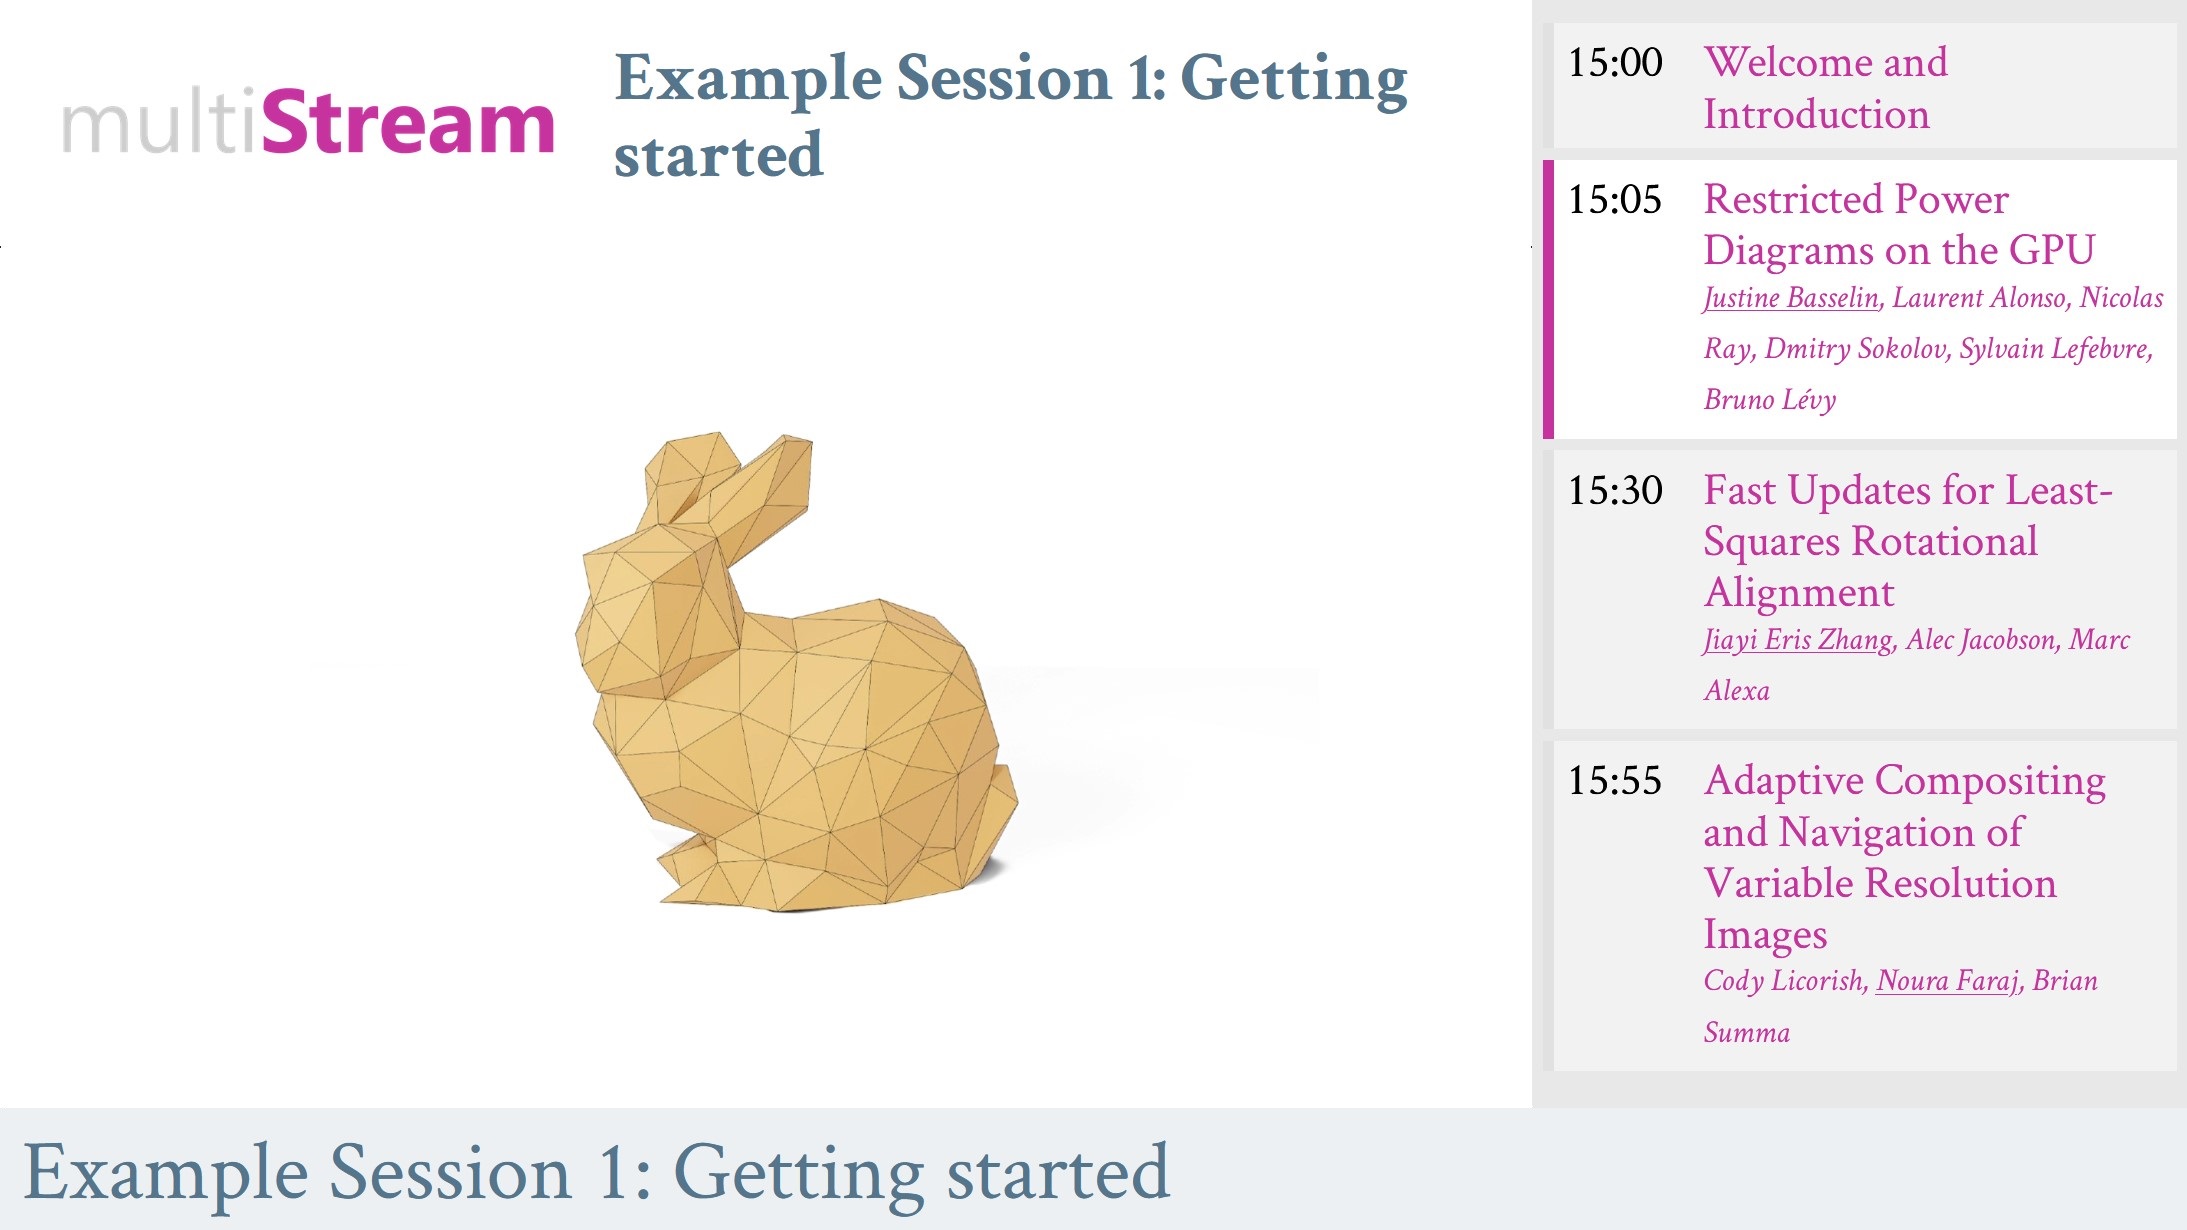 multiStream
Example Session 1: Getting
started
15:00 Welcome and
Introduction
15:05 Restricted Power
Diagrams on the GPU
Justine Basselin, Laurent Alonso, Nicolas
Ray, Dmitry Sokolov, Sylvain Lefebvre,
Bruno Lévy
15:30 Fast Updates for Least-
Squares Rotational
Alignment
Jiayi Eris Zhang, Alec Jacobson, Marc
Alexa
15:55 Adaptive Compositing
and Navigation of
Variable Resolution
Images
Cody Licorish, Noura Faraj, Brian
Summa
Example Session 1: Getting started